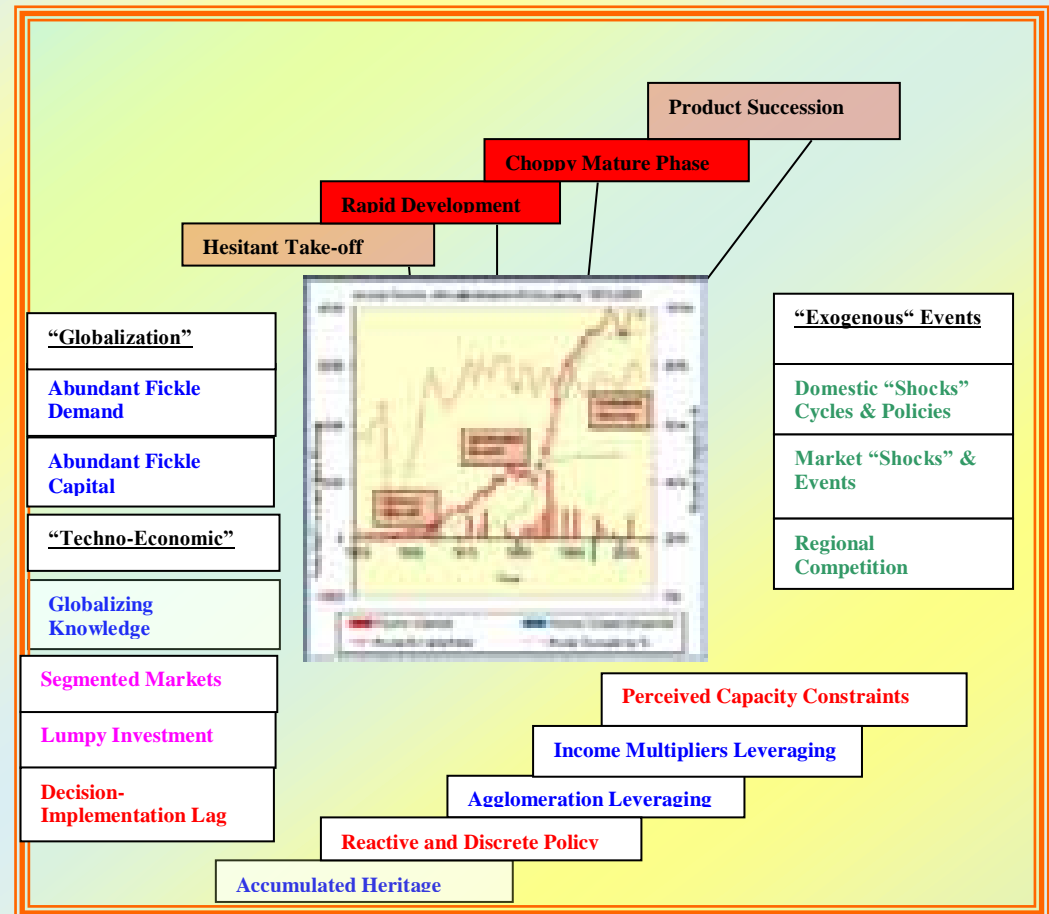 Product Succession
Choppy Mature Phase
Rapid Development
Hesitant Take-off
“Globalization”
Abundant Fickle
Demand
Abundant Fickle
Capital
“Techno-Economic”
Globalizing
Knowledge
Segmented Markets
Lumpy Investment
Decision-
Implementation Lag
“Exogenous“ Events
Domestic “Shocks”
Cycles & Policies
Market “Shocks” &
Events
Regional
Competition
Perceived Capacity Constraints
Income Multipliers Leveraging
Agglomeration Leveraging
Reactive and Discrete Policy
Accumulated Heritage